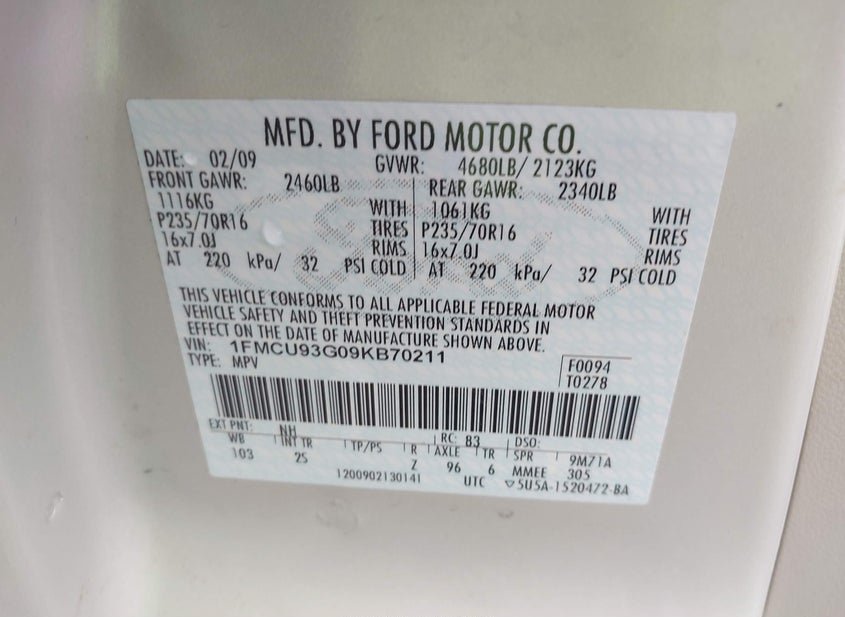 MFD. BY FORD MOTOR CO.
DATE: 02/09 GVWR: 4680LB/ 2123KG
FRONT GAWR: 2460LB REAR GAWR: 2340LB
1116KG WITH 1061KG WITH
P235/70R16 TIRES P235/70R16 TIRES
16x7.0J RIMS 16x7.0J RIMS
AT 220 kPa/ 32 PSI COLD AT 220 kPa/ 32 PSI COLD
THIS VEHICLE CONFORMS TO ALL APPLICABLE FEDERAL MOTOR
VEHICLE SAFETY AND THEFT PREVENTION STANDARDS IN
EFFECT ON THE DATE OF MANUFACTURE SHOWN ABOVE.
VIN: 1FMCU93G09KB70211
TYPE: MPV F0094
T0278
EXT PNT: NH RC: 83 DSO:
WB INT TR TP/PS R AXLE TR SPR 9M71A
103 25 Z 96 6 MMEE 305
1200902130141 UTC ▽5U5A-1520472-BA